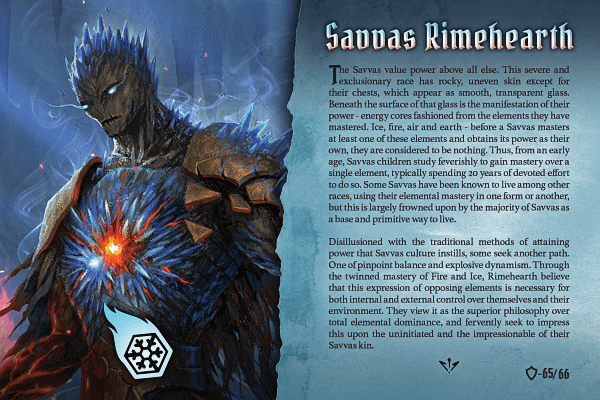 Savvas Rimehearth
The Savvas value power above all else. This severe and
exclusionary race has rocky, uneven skin except for
their chests, which appear as smooth, transparent glass.
Beneath the surface of that glass is the manifestation of their
power - energy cores fashioned from the elements they have
mastered. Ice, fire, air and earth - before a Savvas masters
at least one of these elements and obtains its power as their
own, they are considered to be nothing. Thus, from an early
age, Savvas children study feverishly to gain mastery over a
single element, typically spending 20 years of devoted effort
to do so. Some Savvas have been known to live among other
races, using their elemental mastery in one form or another,
but this is largely frowned upon by the majority of Savvas as
a base and primitive way to live.
Disillusioned with the traditional methods of attaining
power that Savvas culture instills, some seek another path.
One of pinpoint balance and explosive dynamism. Through
the twinned mastery of Fire and Ice, Rimehearth believe
that this expression of opposing elements is necessary for
both internal and external control over themselves and their
environment. They view it as the superior philosophy over
total elemental dominance, and fervently seek to impress
this upon the uninitiated and the impressionable of their
Savvas kin.
-65/66